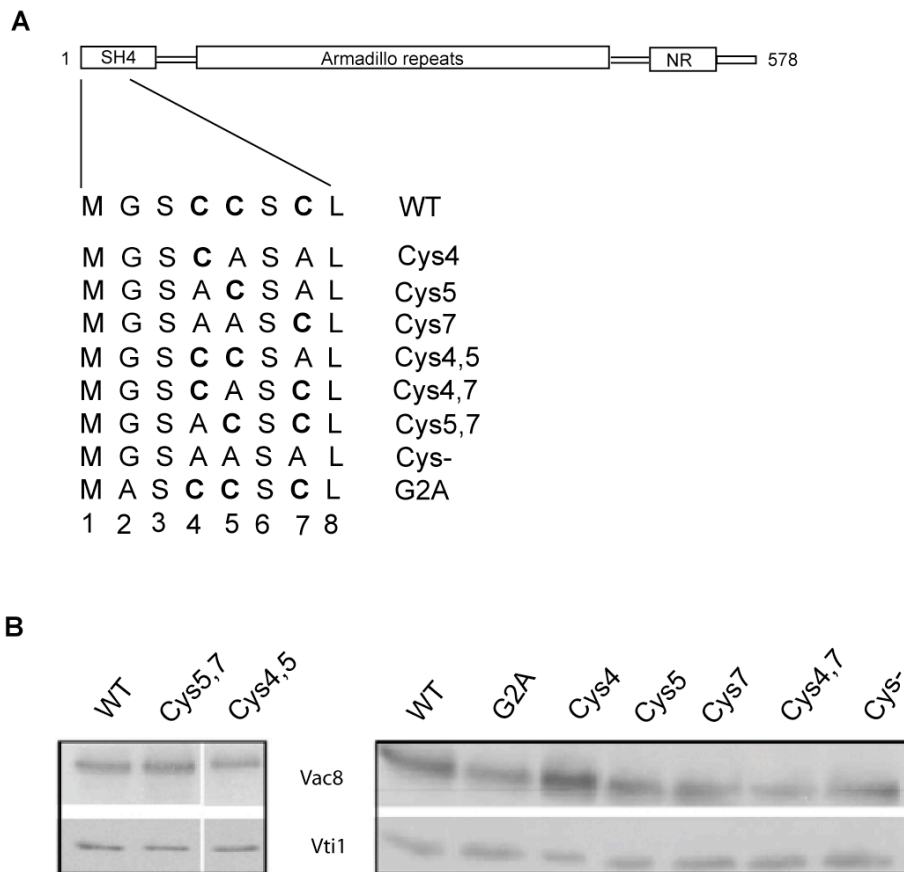 A
1 SH4 Armadillo repeats NR 578
M G S C C S C L WT
M G S C A S A L Cys4
M G S A C S A L Cys5
M G S A A S C L Cys7
M G S C C S A L Cys4,5
M G S C A S C L Cys4,7
M G S A C S C L Cys5,7
M G S A A S A L Cys-
M A S C C S C L G2A
1 2 3 4 5 6 7 8
B
WT Cys5,7 Cys4,5 WT G2A Cys4 Cys5 Cys7 Cys4,7 Cys-
Vac8
Vti1